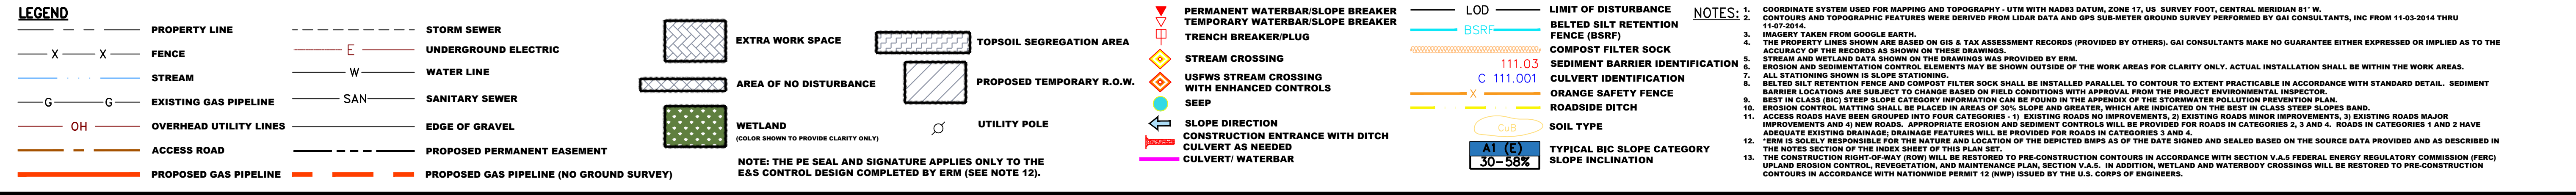 LEGEND
PROPERTY LINE
X X FENCE
STREAM
G G EXISTING GAS PIPELINE
OH OVERHEAD UTILITY LINES
ACCESS ROAD
PROPOSED GAS PIPELINE
STORM SEWER
E UNDERGROUND ELECTRIC
W WATER LINE
SAN SANITARY SEWER
EDGE OF GRAVEL
PROPOSED PERMANENT EASEMENT
PROPOSED GAS PIPELINE (NO GROUND SURVEY)
EXTRA WORK SPACE
AREA OF NO DISTURBANCE
WETLAND
(COLOR SHOWN TO PROVIDE CLARITY ONLY)
TOPSOIL SEGREGATION AREA
PROPOSED TEMPORARY R.O.W.
UTILITY POLE
NOTE: THE PE SEAL AND SIGNATURE APPLIES ONLY TO THE
E&S CONTROL DESIGN COMPLETED BY ERM (SEE NOTE 12).
PERMANENT WATERBAR/SLOPE BREAKER
TEMPORARY WATERBAR/SLOPE BREAKER
TRENCH BREAKER/PLUG
STREAM CROSSING
USFWS STREAM CROSSING
WITH ENHANCED CONTROLS
SEEP
SLOPE DIRECTION
CONSTRUCTION ENTRANCE WITH DITCH
CULVERT AS NEEDED
CULVERT/ WATERBAR
LOD LIMIT OF DISTURBANCE
BSRF BELTED SILT RETENTION
FENCE (BSRF)
COMPOST FILTER SOCK
111.03 SEDIMENT BARRIER IDENTIFICATION
C 111.001 CULVERT IDENTIFICATION
X ORANGE SAFETY FENCE
ROADSIDE DITCH
CuB SOIL TYPE
A1 (E) TYPICAL BIC SLOPE CATEGORY
30-58% SLOPE INCLINATION
NOTES:
1. COORDINATE SYSTEM USED FOR MAPPING AND TOPOGRAPHY - UTM WITH NAD83 DATUM, ZONE 17, US SURVEY FOOT, CENTRAL MERIDIAN 81° W.
2. CONTOURS AND TOPOGRAPHIC FEATURES WERE DERIVED FROM LIDAR DATA AND GPS SUB-METER GROUND SURVEY PERFORMED BY GAI CONSULTANTS, INC FROM 11-03-2014 THRU
11-07-2014.
3. IMAGERY TAKEN FROM GOOGLE EARTH.
4. THE PROPERTY LINES SHOWN ARE BASED ON GIS & TAX ASSESSMENT RECORDS (PROVIDED BY OTHERS). GAI CONSULTANTS MAKE NO GUARANTEE EITHER EXPRESSED OR IMPLIED AS TO THE
ACCURACY OF THE RECORDS AS SHOWN ON THESE DRAWINGS.
5. STREAM AND WETLAND DATA SHOWN ON THE DRAWINGS WAS PROVIDED BY ERM.
6. EROSION AND SEDIMENTATION CONTROL ELEMENTS MAY BE SHOWN OUTSIDE OF THE WORK AREAS FOR CLARITY ONLY. ACTUAL INSTALLATION SHALL BE WITHIN THE WORK AREAS.
7. ALL STATIONING SHOWN IS SLOPE STATIONING.
8. BELTED SILT RETENTION FENCE AND COMPOST FILTER SOCK SHALL BE INSTALLED PARALLEL TO CONTOUR TO EXTENT PRACTICABLE IN ACCORDANCE WITH STANDARD DETAIL. SEDIMENT
BARRIER LOCATIONS ARE SUBJECT TO CHANGE BASED ON FIELD CONDITIONS WITH APPROVAL FROM THE PROJECT ENVIRONMENTAL INSPECTOR.
9. BEST IN CLASS (BIC) STEEP SLOPE CATEGORY INFORMATION CAN BE FOUND IN THE APPENDIX OF THE STORMWATER POLLUTION PREVENTION PLAN.
10. EROSION CONTROL MATTING SHALL BE PLACED IN AREAS OF 30% SLOPE AND GREATER, WHICH ARE INDICATED ON THE BEST IN CLASS STEEP SLOPES BAND.
11. ACCESS ROADS HAVE BEEN GROUPED INTO FOUR CATEGORIES - 1) EXISTING ROADS NO IMPROVEMENTS, 2) EXISTING ROADS MINOR IMPROVEMENTS, 3) EXISTING ROADS MAJOR
IMPROVEMENTS AND 4) NEW ROADS. APPROPRIATE EROSION AND SEDIMENT CONTROLS WILL BE PROVIDED FOR ROADS IN CATEGORIES 2, 3 AND 4. ROADS IN CATEGORIES 1 AND 2 HAVE
ADEQUATE EXISTING DRAINAGE; DRAINAGE FEATURES WILL BE PROVIDED FOR ROADS IN CATEGORIES 3 AND 4.
12. "ERM IS SOLELY RESPONSIBLE FOR THE NATURE AND LOCATION OF THE DEPICTED BMPS AS OF THE DATE SIGNED AND SEALED BASED ON THE SOURCE DATA PROVIDED AND AS DESCRIBED IN
THE NOTES SECTION OF THE INDEX SHEET OF THIS PLAN SET.
13. THE CONSTRUCTION RIGHT-OF-WAY (ROW) WILL BE RESTORED TO PRE-CONSTRUCTION CONTOURS IN ACCORDANCE WITH SECTION V.A.5 FEDERAL ENERGY REGULATORY COMMISSION (FERC)
UPLAND EROSION CONTROL, REVEGETATION, AND MAINTENANCE PLAN, SECTION V.A.5. IN ADDITION, WETLAND AND WATERBODY CROSSINGS WILL BE RESTORED TO PRE-CONSTRUCTION
CONTOURS IN ACCORDANCE WITH NATIONWIDE PERMIT 12 (NWP) ISSUED BY THE U.S. CORPS OF ENGINEERS.